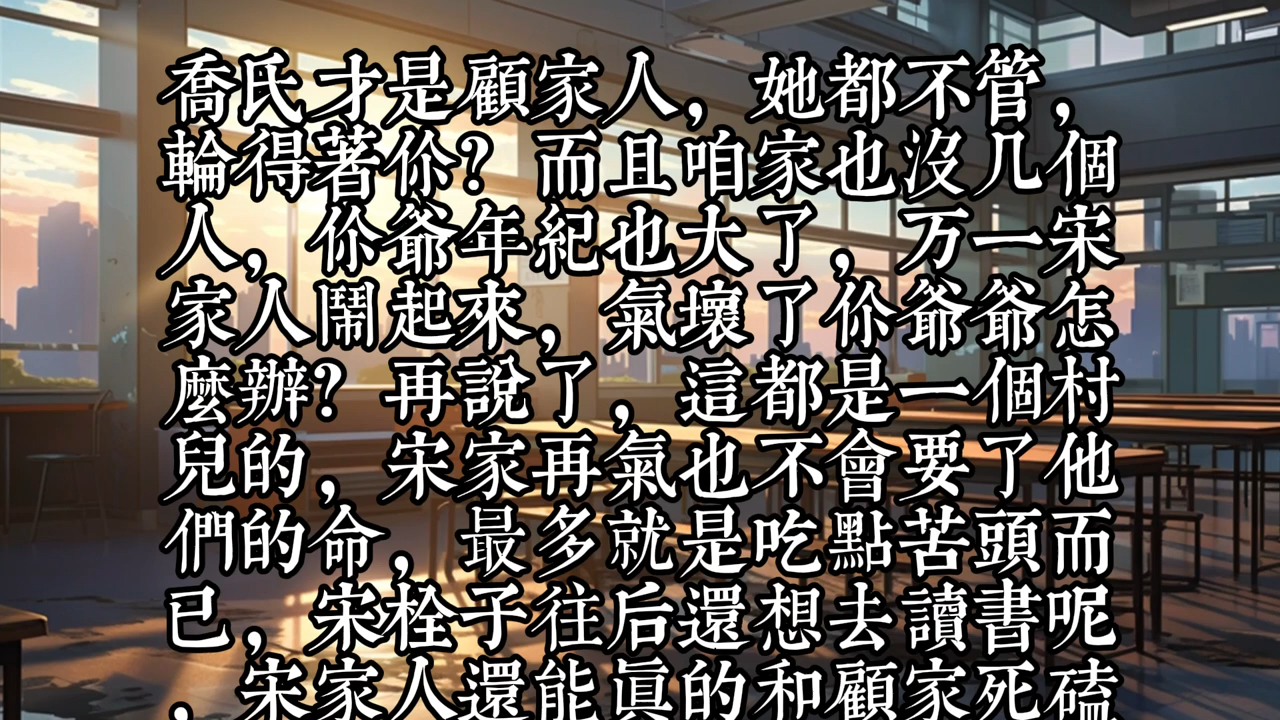 喬氏才是顧家人，她都不管，
輪得著你？而且咱家也沒几個
人，你爺年紀也大了，万一宋
家人鬧起來，氣壞了你爺爺怎
麼辦？再說了，這都是一個村
兒的，宋家再氣也不會要了他
們的命，最多就是吃點苦頭而
已，宋栓子往后還想去讀書呢
，宋家人還能真的和顧家死磕